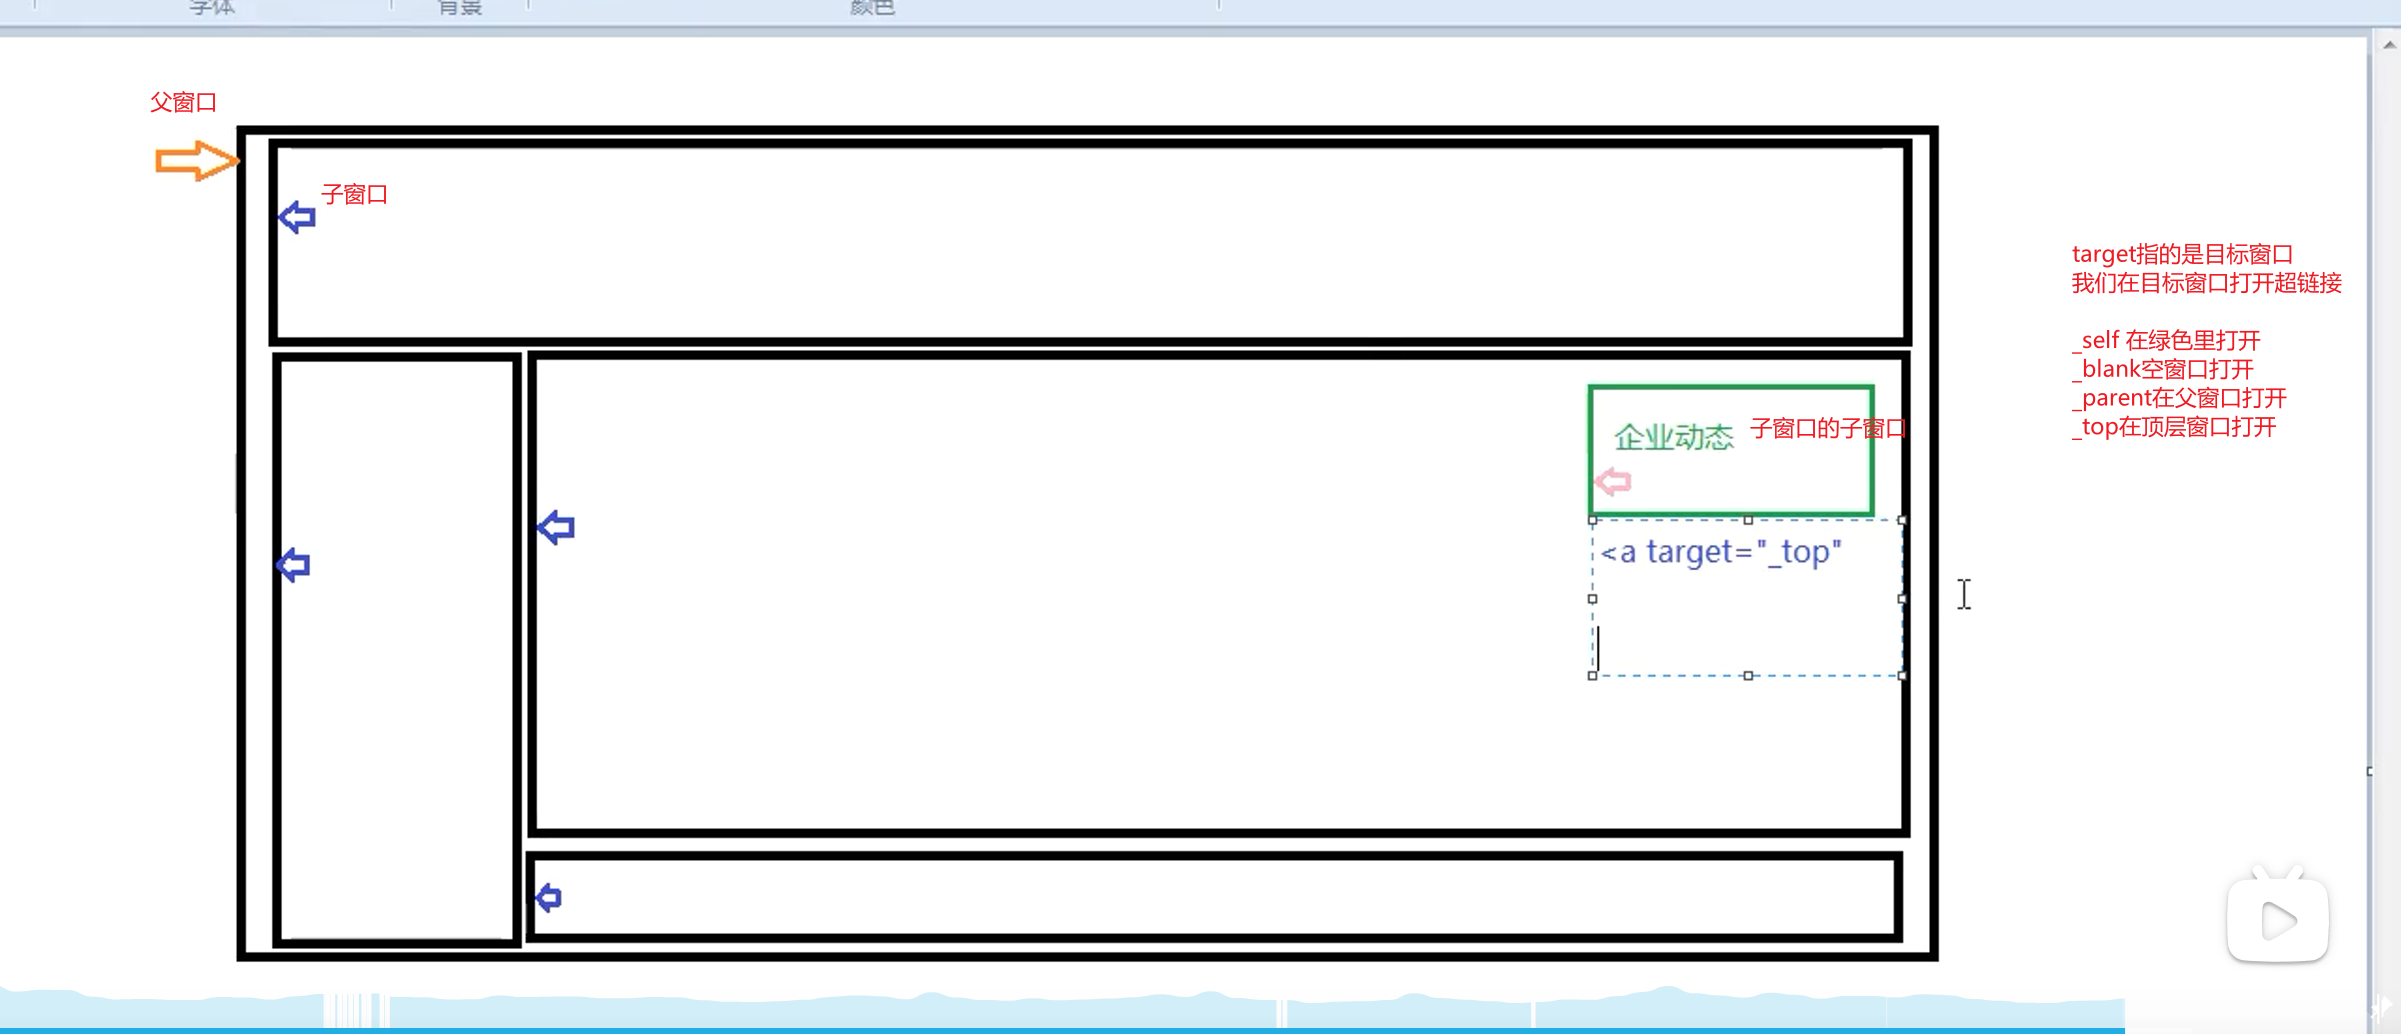 字体
背景
颜色
父窗口
子窗口
target指的是目标窗口
我们在目标窗口打开超链接
_self 在绿色里打开
_blank空窗口打开
_parent在父窗口打开
_top在顶层窗口打开
企业动态
子窗口的子窗口
<a target="_top"